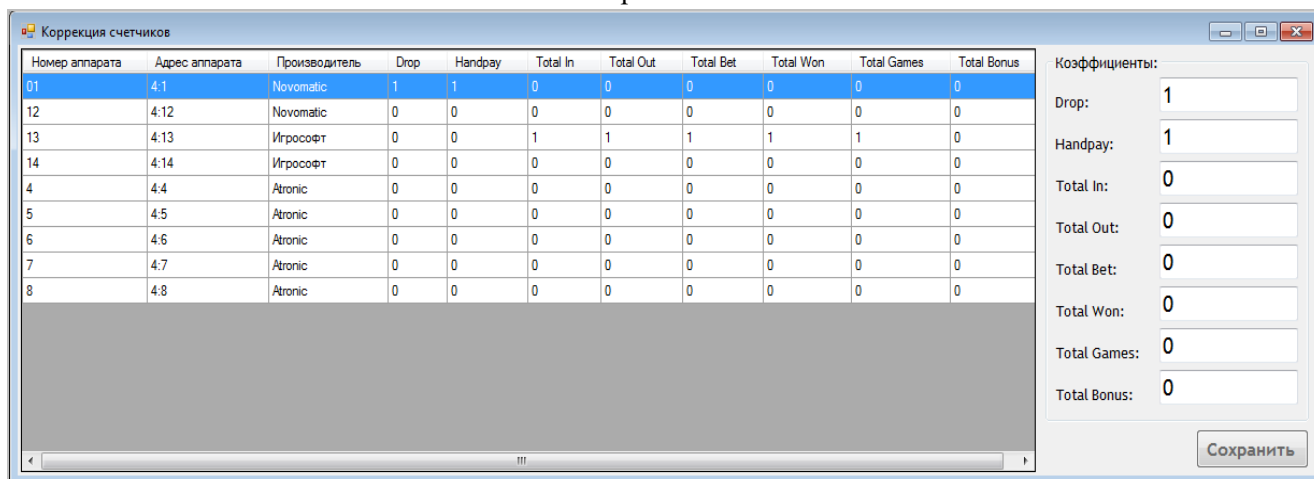 Коррекция счетчиков
Номер аппарата Адрес аппарата Производитель Drop Handpay Total In Total Out Total Bet Total Won Total Games Total Bonus
01 4:1 Novomatic 1 1 0 0 0 0 0 0
12 4:12 Novomatic 0 0 0 0 0 0 0 0
13 4:13 Игрософт 0 0 1 1 1 1 1 0
14 4:14 Игрософт 0 0 0 0 0 0 0 0
4 4:4 Atronic 0 0 0 0 0 0 0 0
5 4:5 Atronic 0 0 0 0 0 0 0 0
6 4:6 Atronic 0 0 0 0 0 0 0 0
7 4:7 Atronic 0 0 0 0 0 0 0 0
8 4:8 Atronic 0 0 0 0 0 0 0 0
Коэффициенты:
Drop: 1
Handpay: 1
Total In: 0
Total Out: 0
Total Bet: 0
Total Won: 0
Total Games: 0
Total Bonus: 0
Сохранить